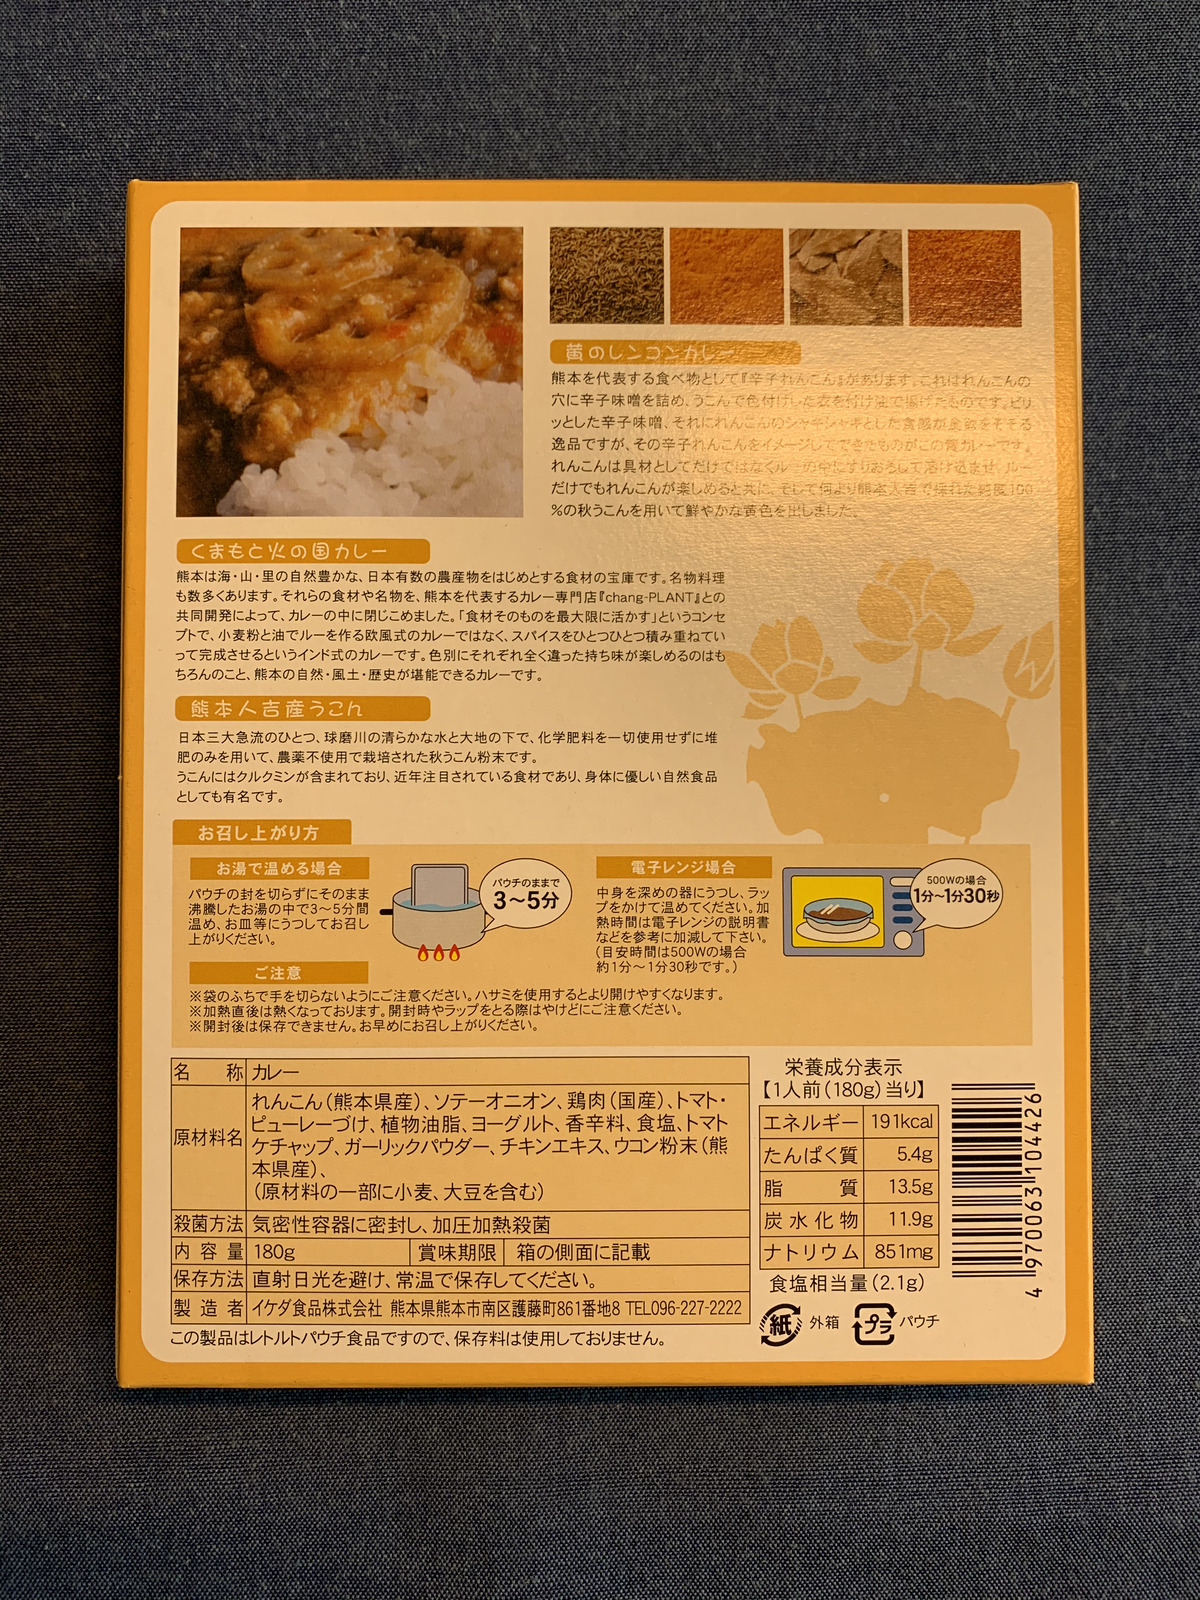 黄のレンコンカレー
熊本を代表する食べ物として『辛子れんこん』があります。これはれんこんの
穴に辛子味噌を詰め、うこんで色付けした衣を付け油で揚げたものです。ピリ
ッとした辛子味噌、それにれんこんのシャキシャキとした食感が食欲をそそる
逸品ですが、その辛子れんこんをイメージしてできたものがこの黄カレーです。
れんこんは具材としてだけではなくルーの中にすりおろして溶け込ませ、ルー
だけでもれんこんが楽しめると共に、そして何より熊本人吉で採れた純度100
%の秋うこんを用いて鮮やかな黄色を出しました。
くまもと火の国カレー
熊本は海・山・里の自然豊かな、日本有数の農産物をはじめとする食材の宝庫です。名物料理
も数多くあります。それらの食材や名物を、熊本を代表するカレー専門店『chang-PLANT』との
共同開発によって、カレーの中に閉じこめました。「食材そのものを最大限に活かす」というコンセ
プトで、小麦粉と油でルーを作る欧風式のカレーではなく、スパイスをひとつひとつ積み重ねてい
って完成させるというインド式のカレーです。色別にそれぞれ全く違った持ち味が楽しめるのはも
ちろんのこと、熊本の自然・風土・歴史が堪能できるカレーです。
熊本人吉産うこん
日本三大急流のひとつ、球磨川の清らかな水と大地の下で、化学肥料を一切使用せずに堆
肥のみを用いて、農薬不使用で栽培された秋うこん粉末です。
うこんにはクルクミンが含まれており、近年注目されている食材であり、身体に優しい自然食品
としても有名です。
お召し上がり方
お湯で温める場合
パウチの封を切らずにそのまま
沸騰したお湯の中で3〜5分間
温め、お皿等にうつしてお召し
上がりください。
パウチのままで
3〜5分
電子レンジ場合
中身を深めの器にうつし、ラッ
プをかけて温めてください。加
熱時間は電子レンジの説明書
などを参考に加減して下さい。
(目安時間は500Wの場合
約1分〜1分30秒です。)
500Wの場合
1分〜1分30秒
ご注意
※袋のふちで手を切らないようにご注意ください。ハサミを使用するとより開けやすくなります。
※加熱直後は熱くなっております。開封時やラップをとる際はやけどにご注意ください。
※開封後は保存できません。お早めにお召し上がりください。
名称 カレー
原材料名 れんこん(熊本県産)、ソテーオニオン、鶏肉(国産)、トマト・
ピューレーづけ、植物油脂、ヨーグルト、香辛料、食塩、トマト
ケチャップ、ガーリックパウダー、チキンエキス、ウコン粉末(熊
本県産)、
(原材料の一部に小麦、大豆を含む)
殺菌方法 気密性容器に密封し、加圧加熱殺菌
内容量 180g 賞味期限 箱の側面に記載
保存方法 直射日光を避け、常温で保存してください。
製造者 イケダ食品株式会社 熊本県熊本市南区護藤町861番地8 TEL096-227-2222
この製品はレトルトパウチ食品ですので、保存料は使用しておりません。
栄養成分表示
【1人前(180g)当り】
エネルギー 191kcal
たんぱく質 5.4g
脂質 13.5g
炭水化物 11.9g
ナトリウム 851mg
食塩相当量(2.1g)
紙 外箱 プラ パウチ
4970063104426